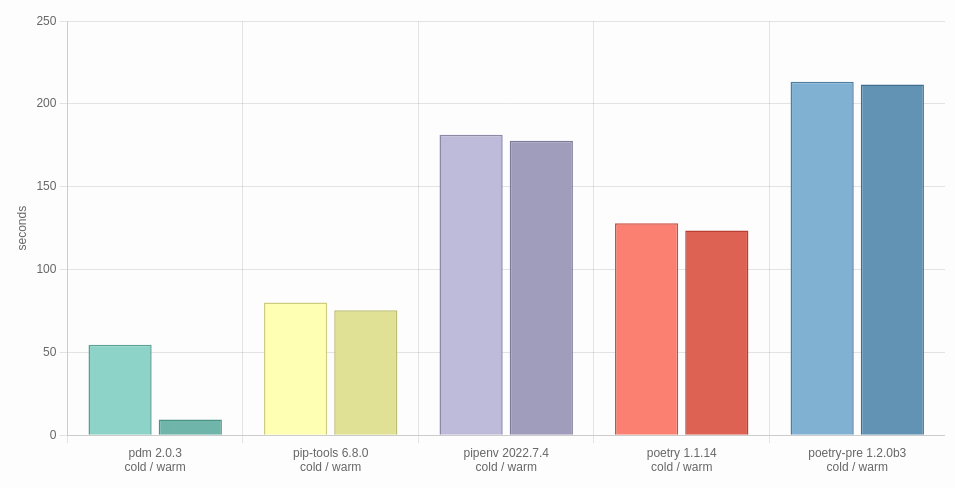 250
200
150
100
50
0
seconds
pdm 2.0.3
cold / warm
pip-tools 6.8.0
cold / warm
pipenv 2022.7.4
cold / warm
poetry 1.1.14
cold / warm
poetry-pre 1.2.0b3
cold / warm